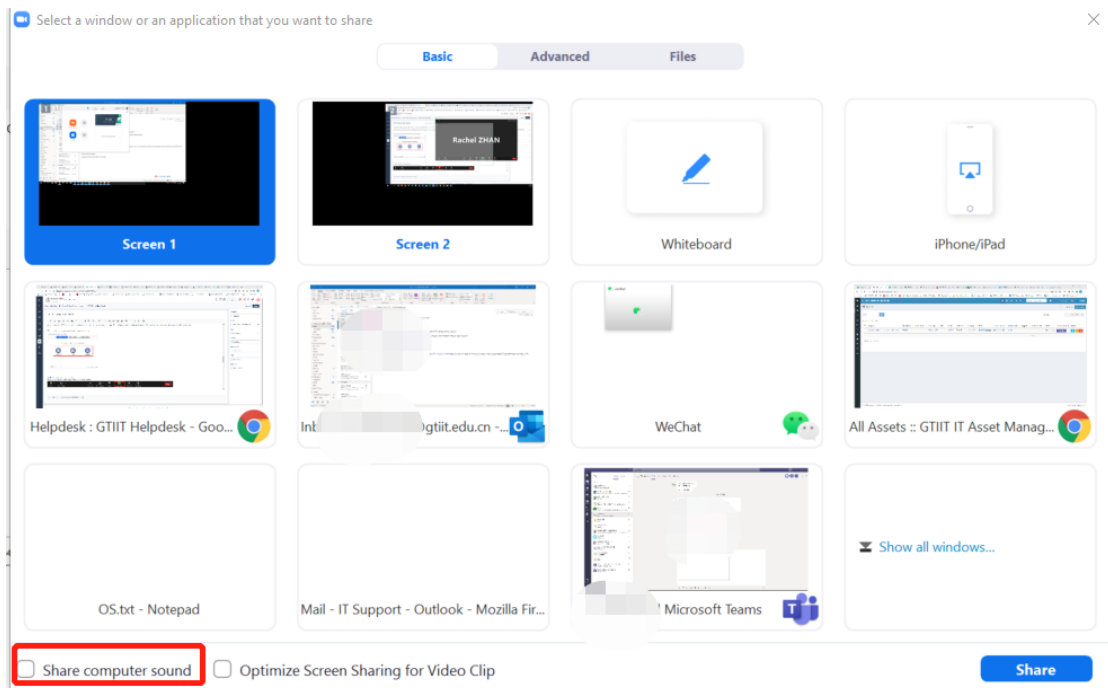 Select a window or an application that you want to share
Basic Advanced Files
Rachel ZHAN
Screen 1 Screen 2 Whiteboard iPhone/iPad
Helpdesk : GTIIT Helpdesk - Goo... @gtiit.edu.cn -... WeChat All Assets :: GTIIT IT Asset Manag...
Show all windows...
OS.txt - Notepad Mail - IT Support - Outlook - Mozilla Fir... Microsoft Teams
Share computer sound Optimize Screen Sharing for Video Clip Share